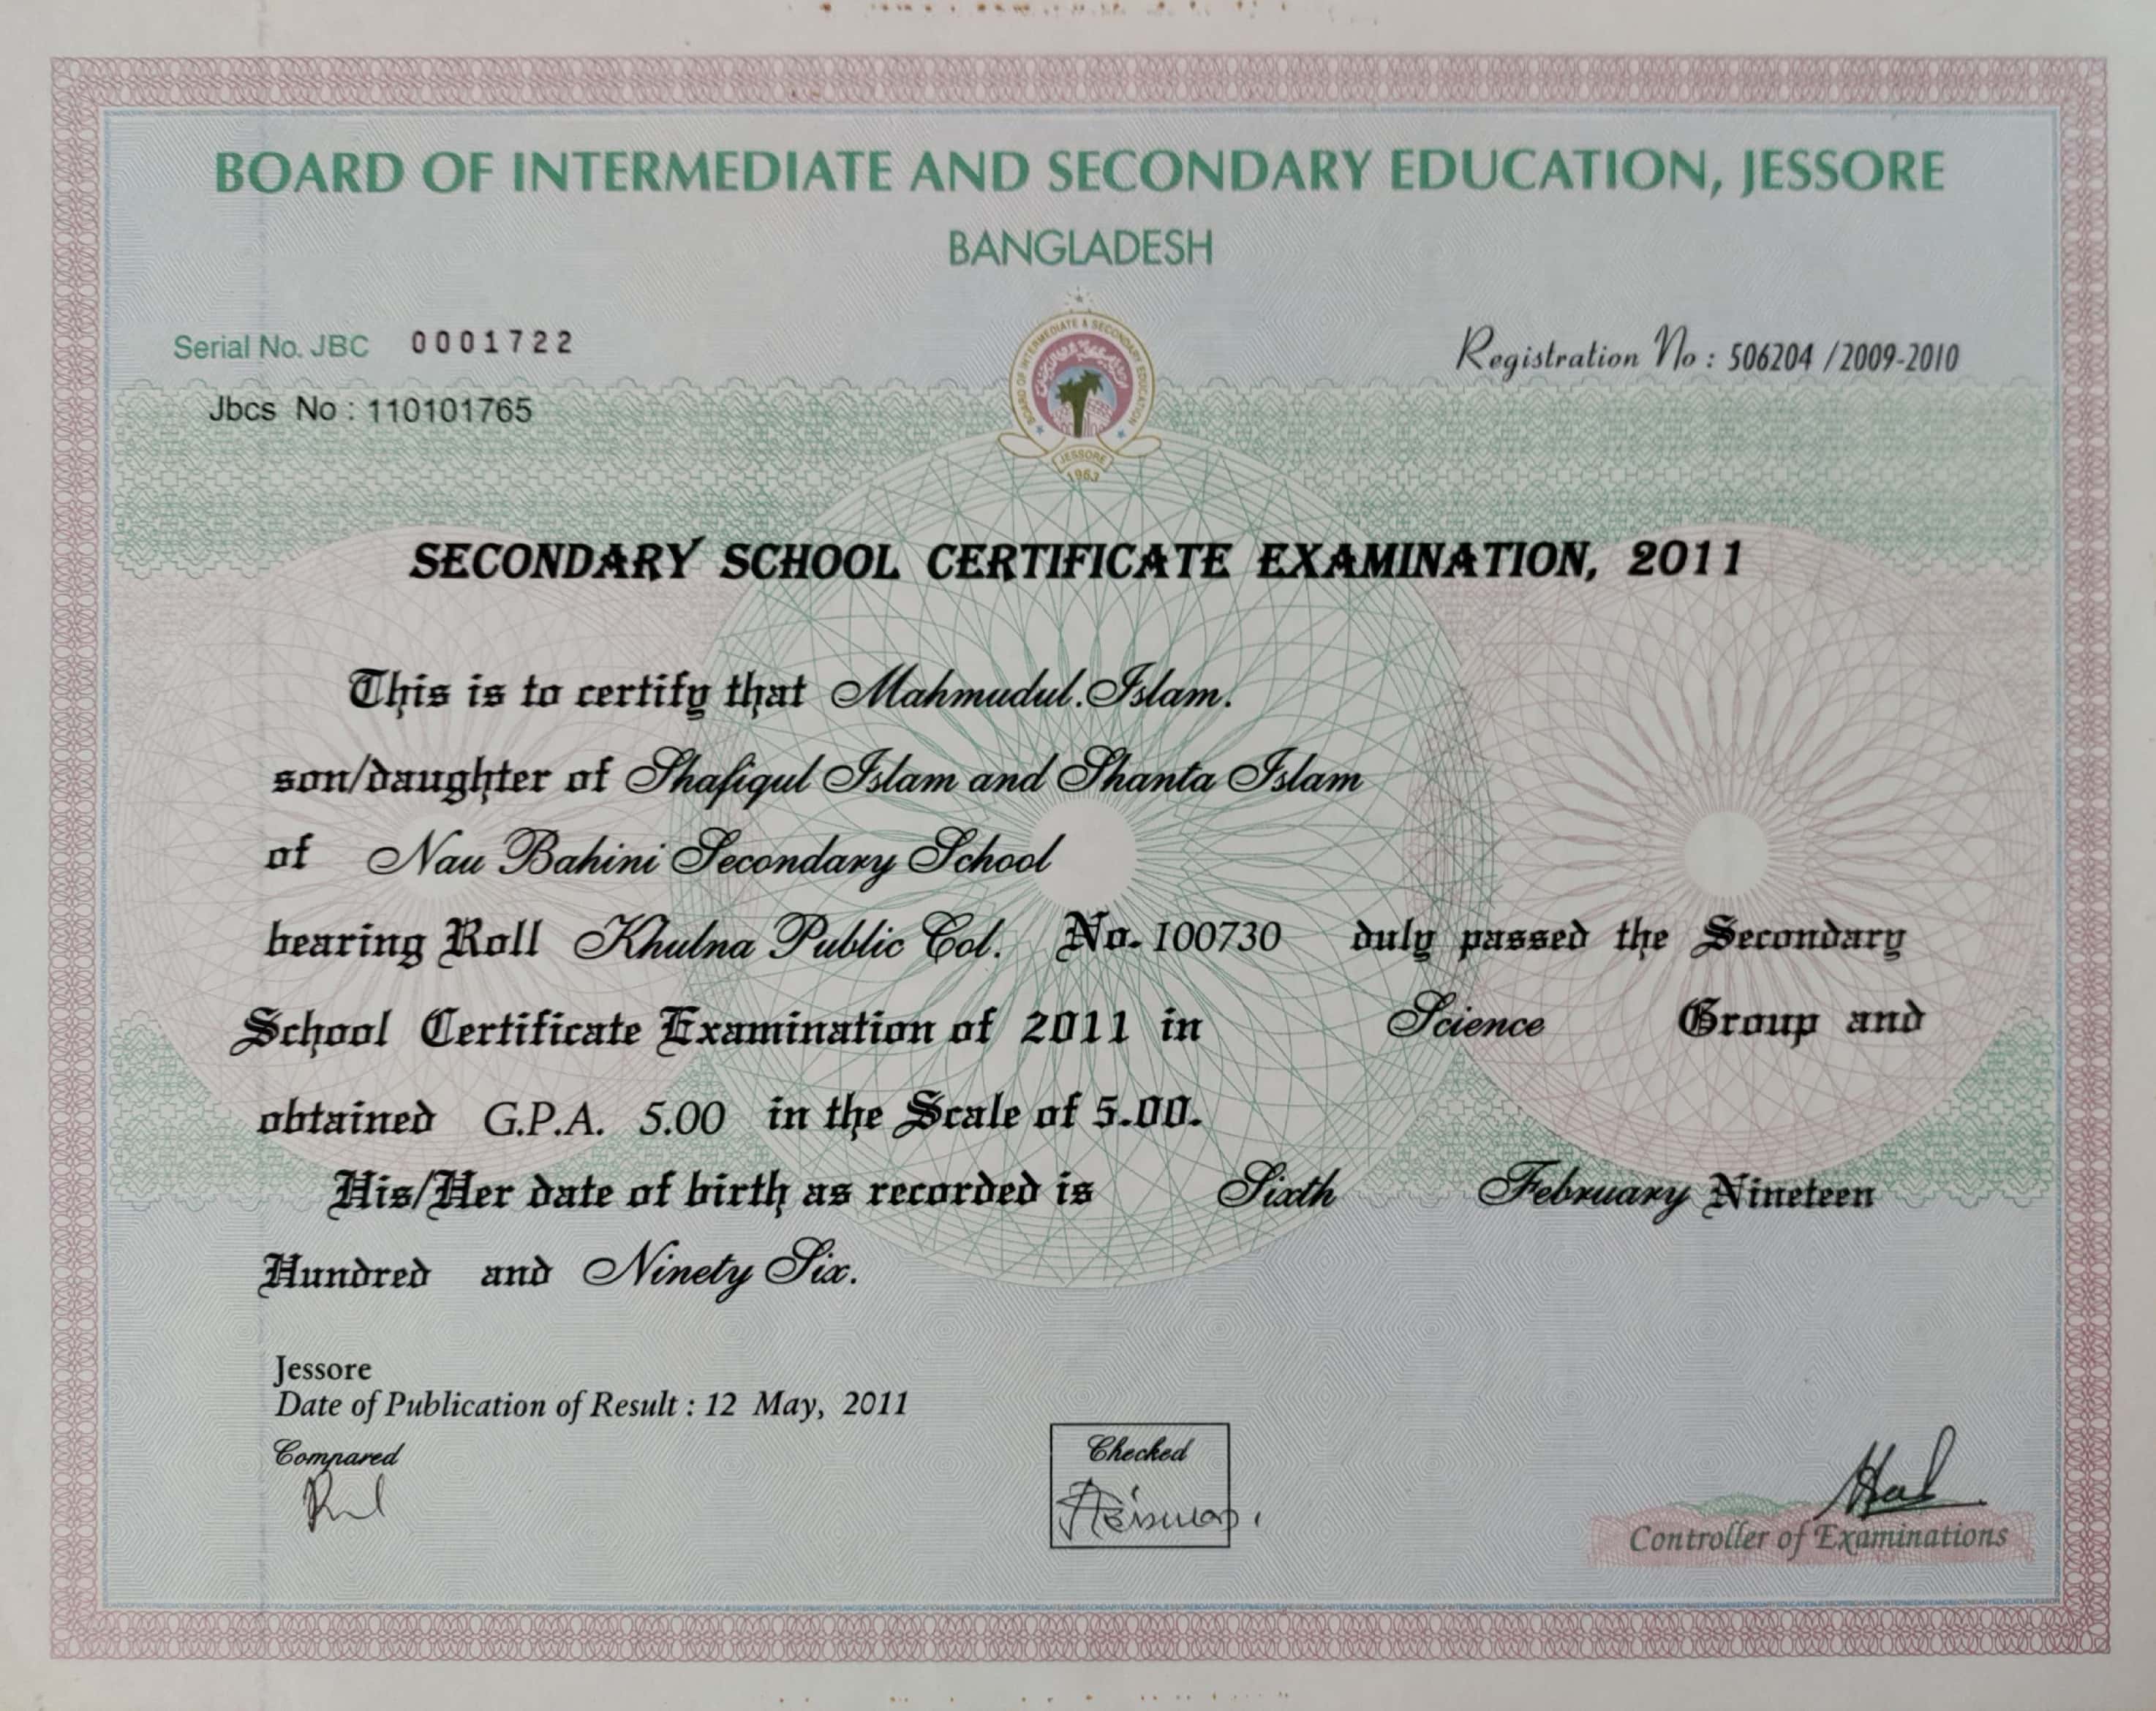 BOARD OF INTERMEDIATE AND SECONDARY EDUCATION, JESSORE
BANGLADESH
Serial No. JBC 0001722
Registration No : 506204 /2009-2010
Jbcs No : 110101765
BOARD OF INTERMEDIATE & SECONDARY EDUCATION
JESSORE
1963
SECONDARY SCHOOL CERTIFICATE EXAMINATION, 2011
This is to certify that Mahmudul.Islam.
son/daughter of Shafiqul Islam and Shanta Islam
of Nau Bahini Secondary School
bearing Roll Khulna Public Col. No. 100730 duly passed the Secondary
School Certificate Examination of 2011 in Science Group and
obtained G.P.A. 5.00 in the Scale of 5.00.
His/Her date of birth as recorded is Sixth February Nineteen
Hundred and Ninety Six.
Jessore
Date of Publication of Result : 12 May, 2011
Compared
Checked
Controller of Examinations